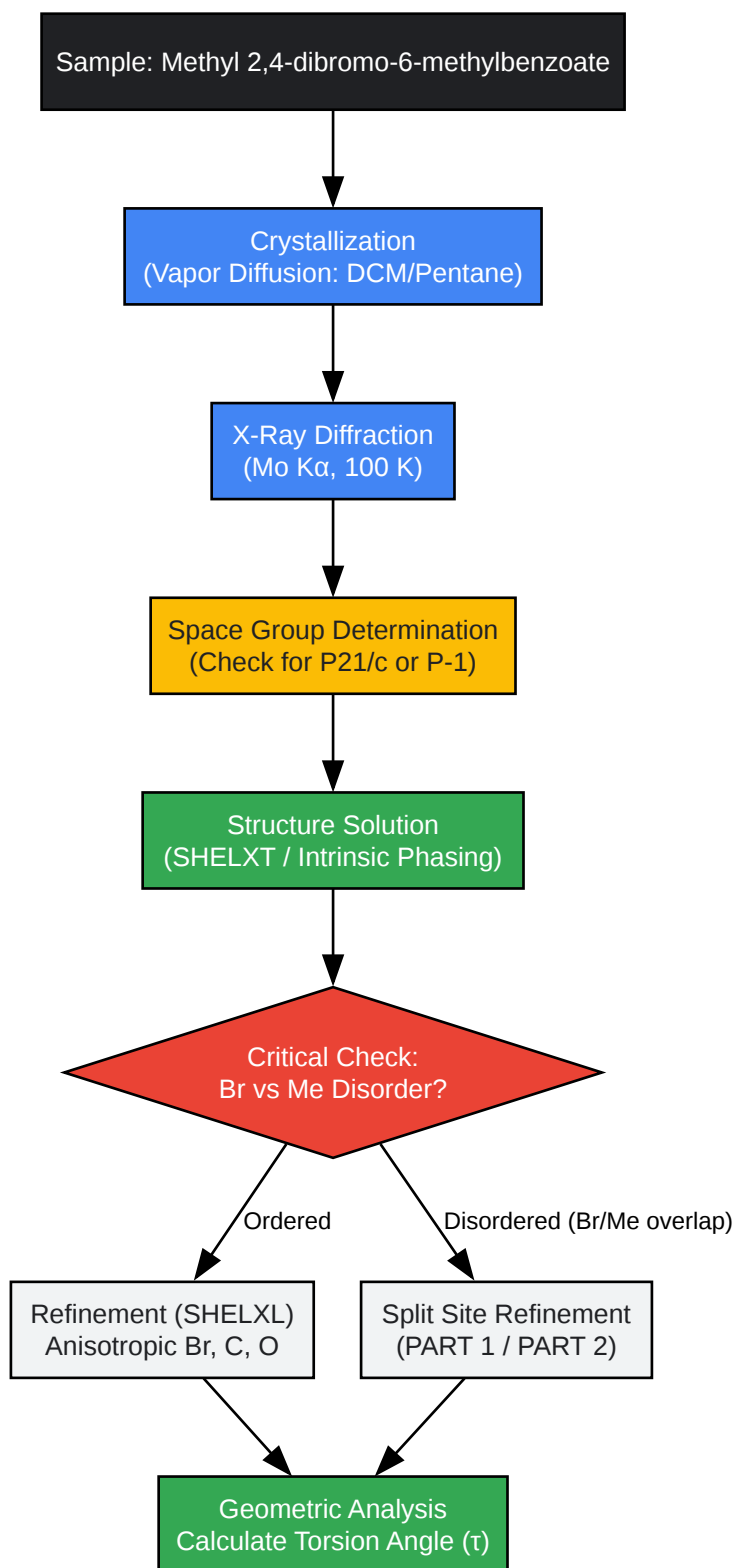 Sample: Methyl 2,4-dibromo-6-methylbenzoate
Crystallization
(Vapor Diffusion: DCM/Pentane)
X-Ray Diffraction
(Mo Kα, 100 K)
Space Group Determination
(Check for P21/c or P-1)
Structure Solution
(SHELXT / Intrinsic Phasing)
Critical Check:
Br vs Me Disorder?
Ordered
Disordered (Br/Me overlap)
Refinement (SHELXL)
Anisotropic Br, C, O
Split Site Refinement
(PART 1 / PART 2)
Geometric Analysis
Calculate Torsion Angle (τ)